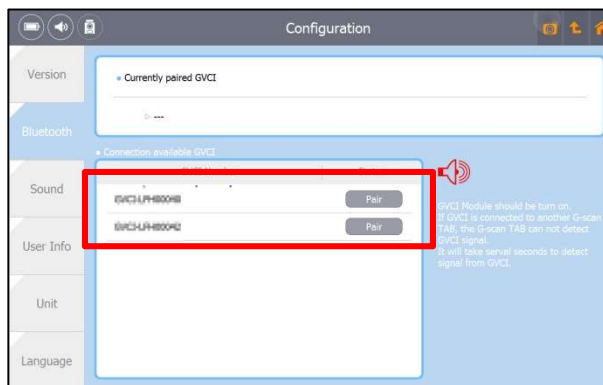 Configuration
Version
Currently paired GVCI
---
Bluetooth
Connection available GVCI
Sound
Pair
GVCI Module should be turn on.
If GVCI is connected to another G-scan
TAB, the G-scan TAB can not detect
GVCI signal.
It will take serval seconds to detect
signal from GVCI.
Pair
User Info
Unit
Language